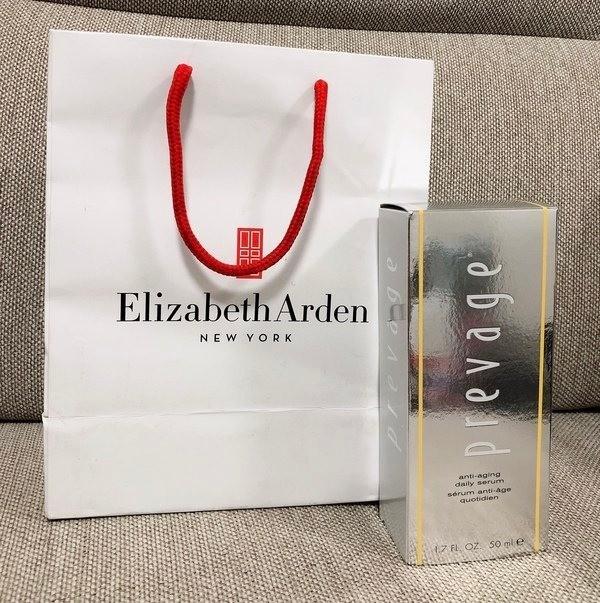 Elizabeth Arden
NEW YORK
prevage
prevage®
anti-aging
daily serum
sérum anti-âge
quotidien
1.7 FL. OZ. 50 ml e